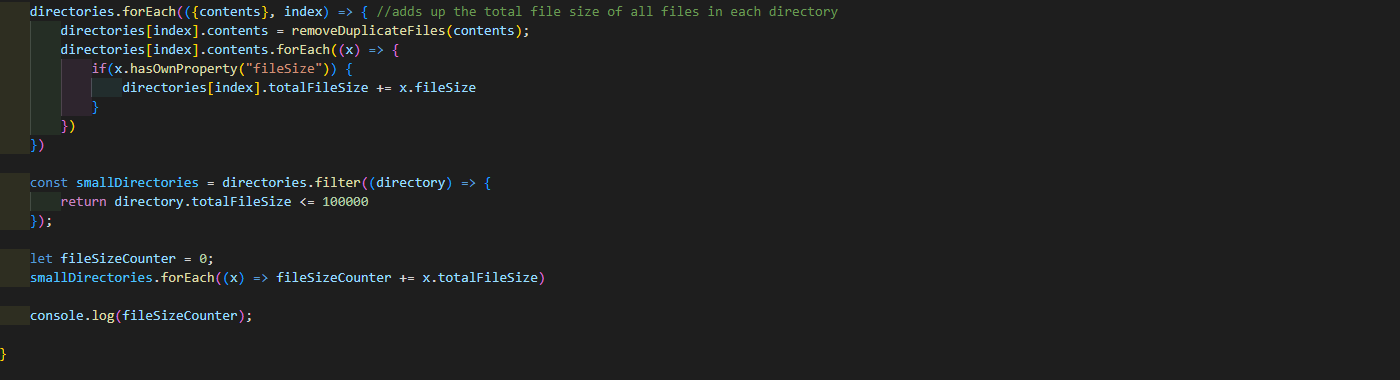 directories.forEach(({contents}, index) => { //adds up the total file size of all files in each directory
directories[index].contents = removeDuplicateFiles(contents);
directories[index].contents.forEach((x) => {
if(x.hasOwnProperty("fileSize")) {
directories[index].totalFileSize += x.fileSize
}
})
})
const smallDirectories = directories.filter((directory) => {
return directory.totalFileSize <= 100000
});
let fileSizeCounter = 0;
smallDirectories.forEach((x) => fileSizeCounter += x.totalFileSize)
console.log(fileSizeCounter);
}